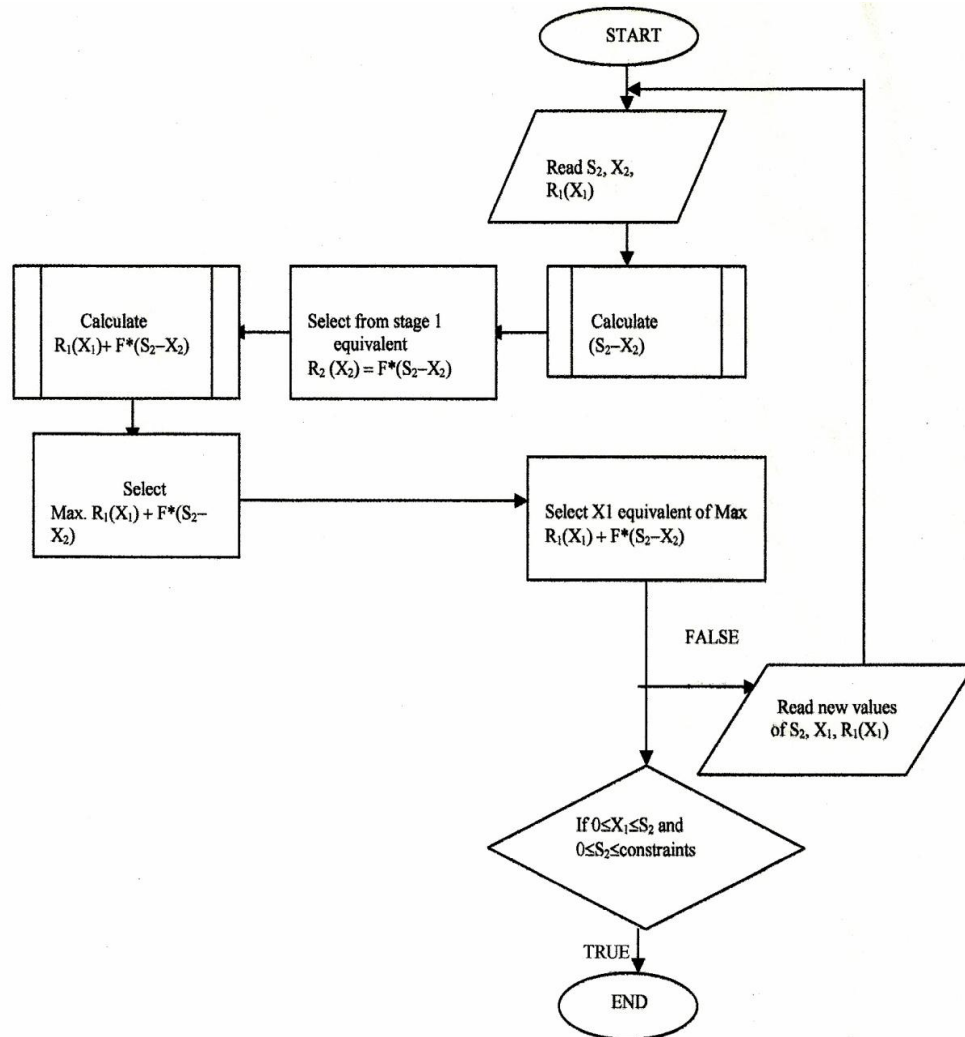 START
Read S₂, X₂,
R₁(X₁)
Calculate
(S₂–X₂)
Select from stage 1
equivalent
R₂ (X₂) = F*(S₂–X₂)
Calculate
R₁(X₁)+ F*(S₂–X₂)
Select
Max. R₁(X₁) + F*(S₂–
X₂)
Select X1 equivalent of Max
R₁(X₁) + F*(S₂–X₂)
FALSE
Read new values
of S₂, X₁, R₁(X₁)
If 0≤X₁≤S₂ and
0≤S₂≤constraints
TRUE
END